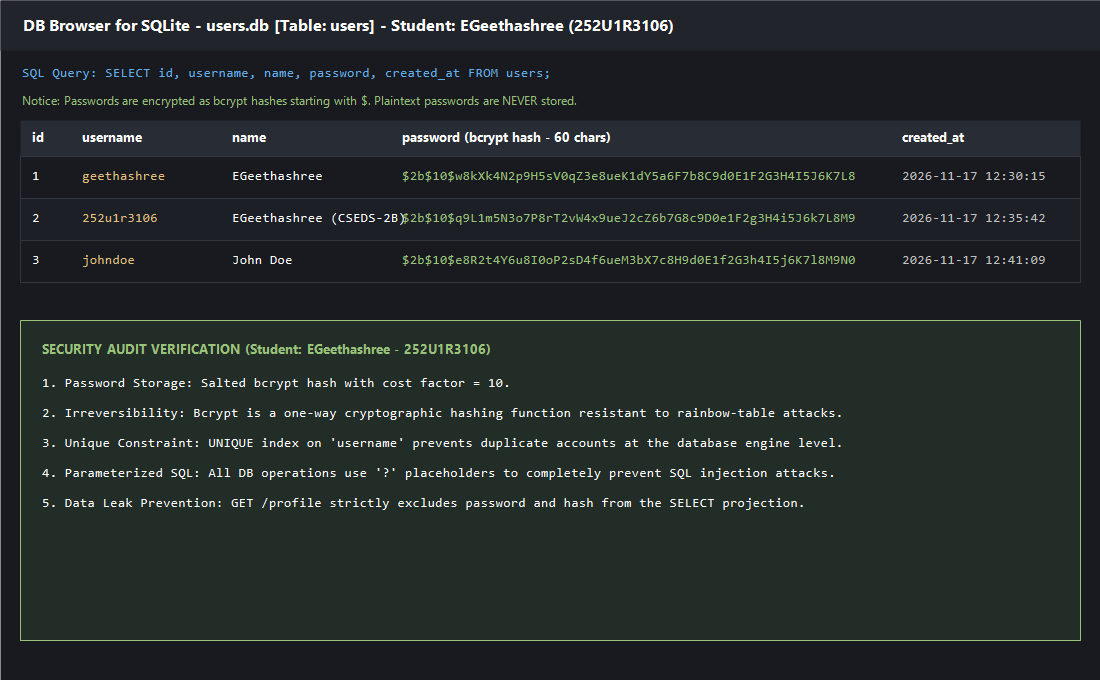 DB Browser for SQLite - users.db [Table: users] - Student: EGeethashree (252U1R3106)
SQL Query: SELECT id, username, name, password, created_at FROM users;
Notice: Passwords are encrypted as bcrypt hashes starting with $. Plaintext passwords are NEVER stored.
id username name password (bcrypt hash - 60 chars) created_at
1 geethashree EGeethashree $2b$10$w8kXk4N2p9H5sV0qZ3e8ueK1dY5a6F7b8C9d0E1F2G3H4I5J6K7L8 2026-11-17 12:30:15
2 252u1r3106 EGeethashree (CSEDS-2B) $2b$10$q9L1m5N3o7P8rT2vW4x9ueJ2cZ6b7G8c9D0e1F2g3H4i5J6k7L8M9 2026-11-17 12:35:42
3 johndoe John Doe $2b$10$e8R2t4Y6u8I0oP2sD4f6ueM3bX7c8H9d0E1f2G3h4I5j6K7l8M9N0 2026-11-17 12:41:09
SECURITY AUDIT VERIFICATION (Student: EGeethashree - 252U1R3106)
1. Password Storage: Salted bcrypt hash with cost factor = 10.
2. Irreversibility: Bcrypt is a one-way cryptographic hashing function resistant to rainbow-table attacks.
3. Unique Constraint: UNIQUE index on 'username' prevents duplicate accounts at the database engine level.
4. Parameterized SQL: All DB operations use '?' placeholders to completely prevent SQL injection attacks.
5. Data Leak Prevention: GET /profile strictly excludes password and hash from the SELECT projection.